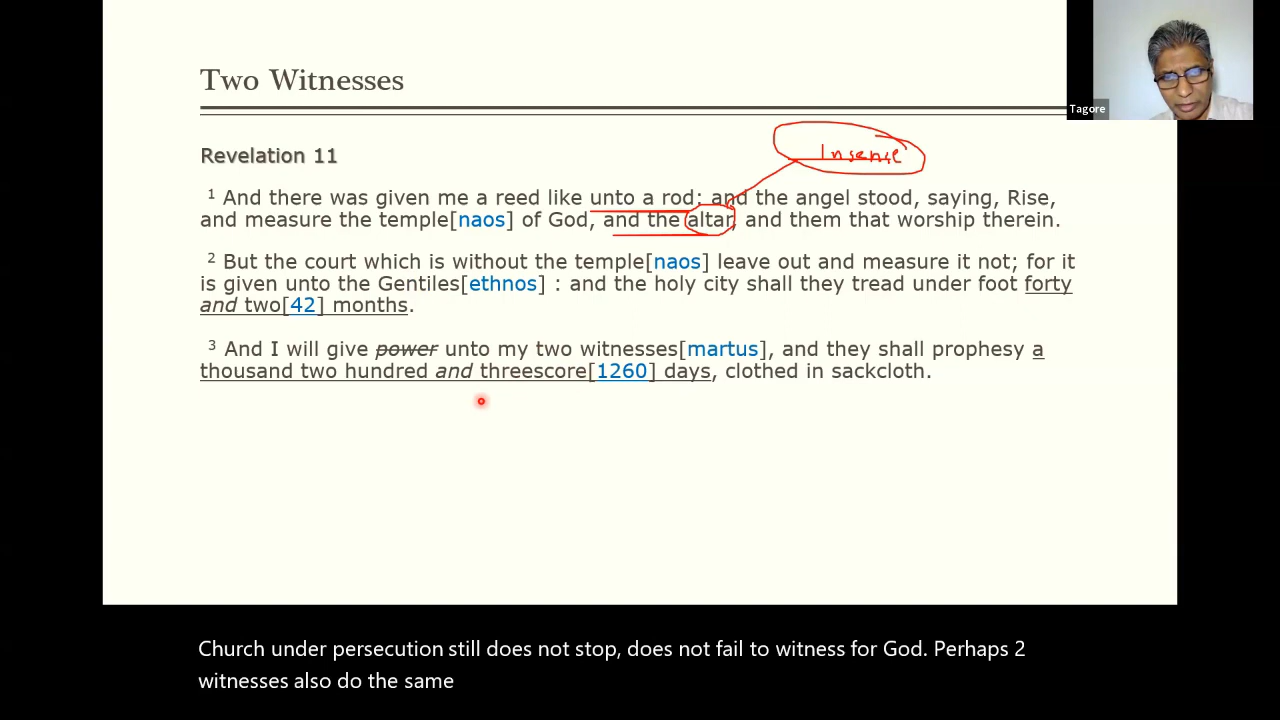 Two Witnesses
Tagore
Revelation 11
Insense
1 And there was given me a reed like unto a rod: and the angel stood, saying, Rise,
and measure the temple[naos] of God, and the altar, and them that worship therein.
2 But the court which is without the temple[naos] leave out and measure it not; for it
is given unto the Gentiles[ethnos] : and the holy city shall they tread under foot forty
and two[42] months.
3 And I will give power unto my two witnesses[martus], and they shall prophesy a
thousand two hundred and threescore[1260] days, clothed in sackcloth.
Church under persecution still does not stop, does not fail to witness for God. Perhaps 2
witnesses also do the same